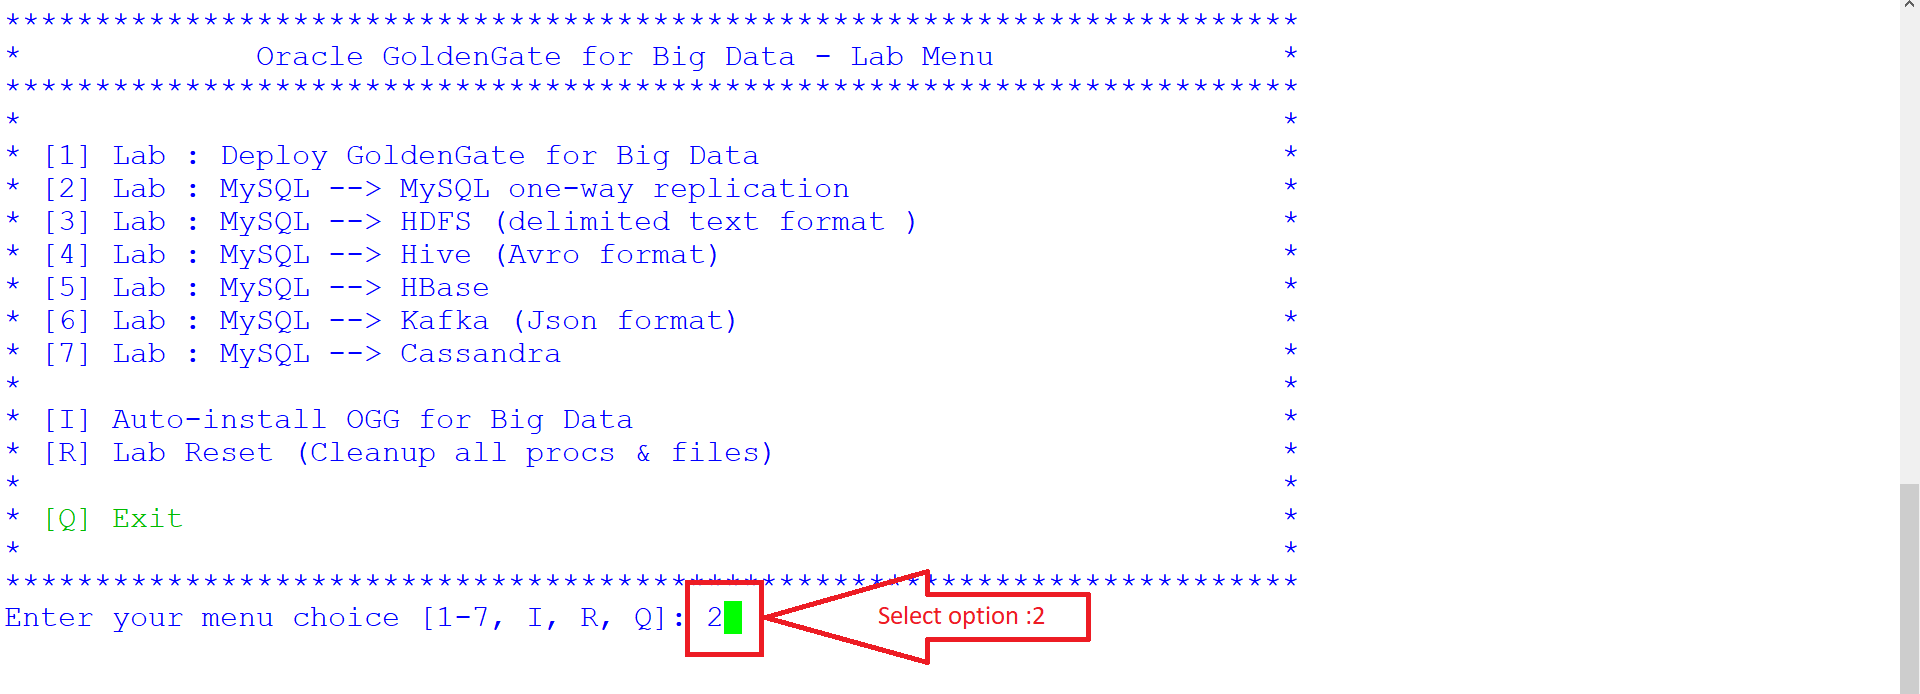 ************************************************************************
* Oracle GoldenGate for Big Data - Lab Menu *
************************************************************************
* *
* [1] Lab : Deploy GoldenGate for Big Data *
* [2] Lab : MySQL --> MySQL one-way replication *
* [3] Lab : MySQL --> HDFS (delimited text format ) *
* [4] Lab : MySQL --> Hive (Avro format) *
* [5] Lab : MySQL --> HBase *
* [6] Lab : MySQL --> Kafka (Json format) *
* [7] Lab : MySQL --> Cassandra *
* *
* [I] Auto-install OGG for Big Data *
* [R] Lab Reset (Cleanup all procs & files) *
* *
* [Q] Exit *
* *
************************************************************************
Enter your menu choice [1-7, I, R, Q]: 2
Select option :2